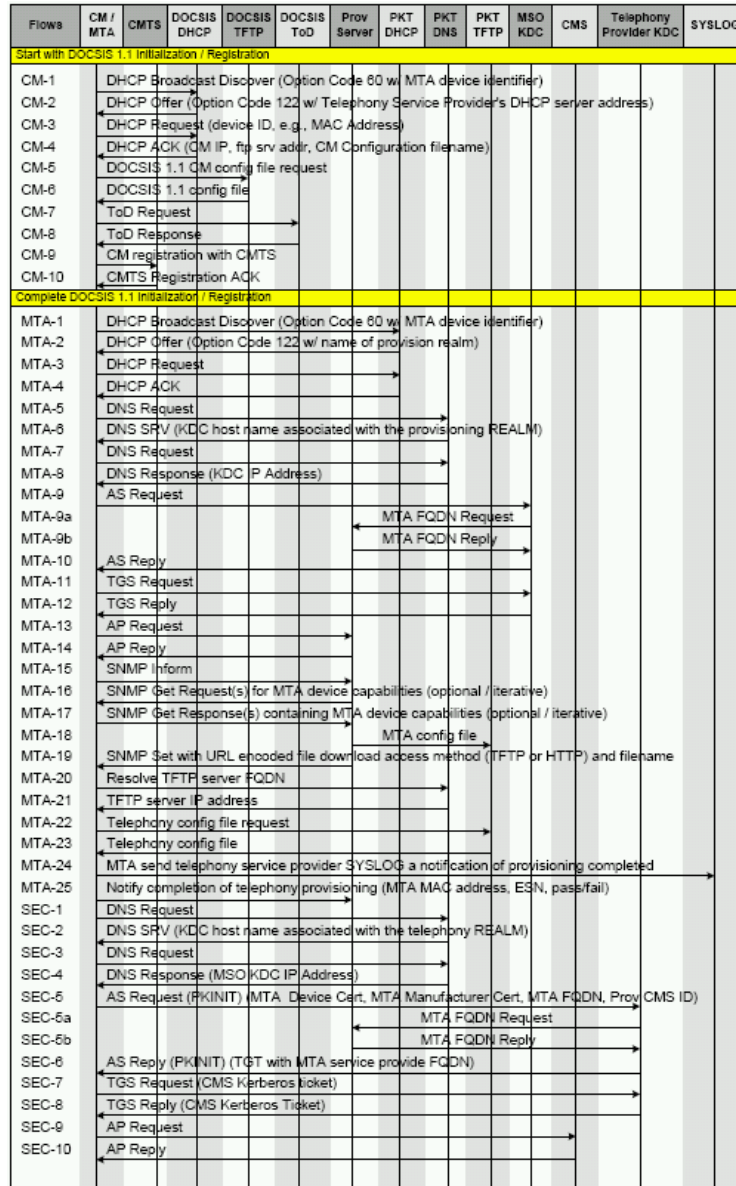 Flows CM / MTA CMTS DOCSIS DHCP DOCSIS TFTP DOCSIS ToD Prov Server PKT DHCP PKT DNS PKT TFTP MSO KDC CMS Telephony Provider KDC SYSLOG
Start with DOCSIS 1.1 Initialization / Registration
CM-1 DHCP Broadcast Discover (Option Code 60 w/ MTA device identifier)
CM-2 DHCP Offer (Option Code 122 w/ Telephony Service Provider's DHCP server address)
CM-3 DHCP Request (device ID, e.g., MAC Address)
CM-4 DHCP ACK (CM IP, ftp srv addr, CM Configuration filename)
CM-5 DOCSIS 1.1 CM config file request
CM-6 DOCSIS 1.1 config file
CM-7 ToD Request
CM-8 ToD Response
CM-9 CM registration with CMTS
CM-10 CMTS Registration ACK
Complete DOCSIS 1.1 Initialization / Registration
MTA-1 DHCP Broadcast Discover (Option Code 60 w/ MTA device identifier)
MTA-2 DHCP Offer (Option Code 122 w/ name of provision realm)
MTA-3 DHCP Request
MTA-4 DHCP ACK
MTA-5 DNS Request
MTA-6 DNS SRV (KDC host name associated with the provisioning REALM)
MTA-7 DNS Request
MTA-8 DNS Response (KDC IP Address)
MTA-9 AS Request
MTA-9a MTA FQDN Request
MTA-9b MTA FQDN Reply
MTA-10 AS Reply
MTA-11 TGS Request
MTA-12 TGS Reply
MTA-13 AP Request
MTA-14 AP Reply
MTA-15 SNMP Inform
MTA-16 SNMP Get Request(s) for MTA device capabilities (optional / iterative)
MTA-17 SNMP Get Response(s) containing MTA device capabilities (optional / iterative)
MTA-18 MTA config file
MTA-19 SNMP Set with URL encoded file download access method (TFTP or HTTP) and filename
MTA-20 Resolve TFTP server FQDN
MTA-21 TFTP server IP address
MTA-22 Telephony config file request
MTA-23 Telephony config file
MTA-24 MTA send telephony service provider SYSLOG a notification of provisioning completed
MTA-25 Notify completion of telephony provisioning (MTA MAC address, ESN, pass/fail)
SEC-1 DNS Request
SEC-2 DNS SRV (KDC host name associated with the telephony REALM)
SEC-3 DNS Request
SEC-4 DNS Response (MSO KDC IP Address)
SEC-5 AS Request (PKINIT) (MTA Device Cert, MTA Manufacturer Cert, MTA FQDN, Prov CMS ID)
SEC-5a MTA FQDN Request
SEC-5b MTA FQDN Reply
SEC-6 AS Reply (PKINIT) (TGT with MTA service provide FQDN)
SEC-7 TGS Request (CMS Kerberos ticket)
SEC-8 TGS Reply (CMS Kerberos Ticket)
SEC-9 AP Request
SEC-10 AP Reply